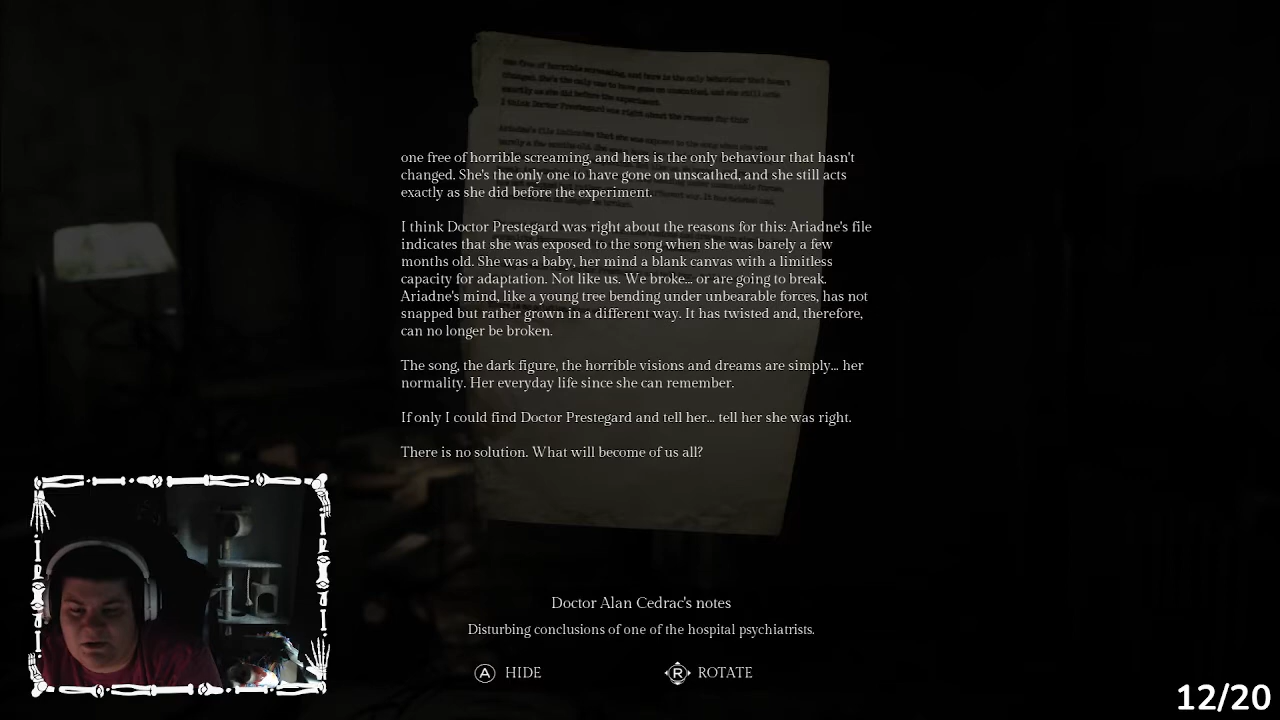 one free of horrible screaming, and hers is the only behaviour that hasn't
changed. She's the only one to have gone on unscathed, and she still acts
exactly as she did before the experiment.
I think Doctor Prestegard was right about the reasons for this: Ariadne's file
indicates that she was exposed to the song when she was barely a few
months old. She was a baby, her mind a blank canvas with a limitless
capacity for adaptation. Not like us. We broke... or are going to break.
Ariadne's mind, like a young tree bending under unbearable forces, has not
snapped but rather grown in a different way. It has twisted and, therefore,
can no longer be broken.
The song, the dark figure, the horrible visions and dreams are simply... her
normality. Her everyday life since she can remember.
If only I could find Doctor Prestegard and tell her... tell her she was right.
There is no solution. What will become of us all?
Doctor Alan Cedrac's notes
Disturbing conclusions of one of the hospital psychiatrists.
A HIDE
R ROTATE
12/20